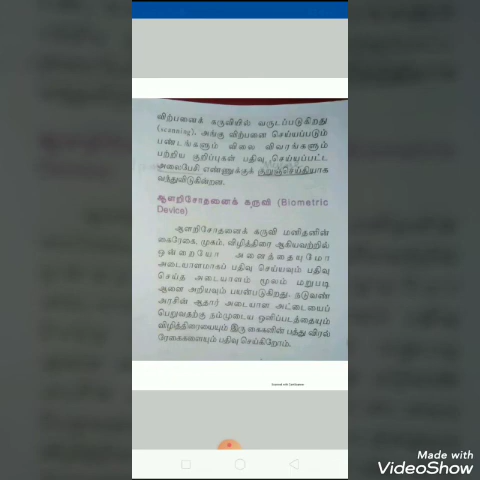 விற்பனைக் கருவியில் வருடப்படுகிறது
(scanning). அங்கு விற்பனை செய்யப்படும்
பண்டங்களும் விலை விவரங்களும்
பற்றிய குறிப்புகள் பதிவு செய்யப்பட்ட
அலைபேசி எண்ணுக்குக் குறுஞ்செய்தியாக
வந்துவிடுகின்றன.
ஆளறிசோதனைக் கருவி (Biometric
Device)
ஆளறிசோதனைக் கருவி மனிதனின்
கைரேகை, முகம், விழித்திரை ஆகியவற்றில்
ஒன்றையோ அனைத்தையுமோ
அடையாளமாகப் பதிவு செய்யவும் பதிவு
செய்த அடையாளம் மூலம் மறுபடி
ஆளை அறியவும் பயன்படுகிறது. நடுவண்
அரசின் ஆதார் அடையாள அட்டையைப்
பெறுவதற்கு நம்முடைய ஒளிப்படத்தையும்
விழித்திரையையும் இரு கைகளின் பத்து விரல்
ரேகைகளையும் பதிவு செய்கிறோம்.
Made with
VideoShow